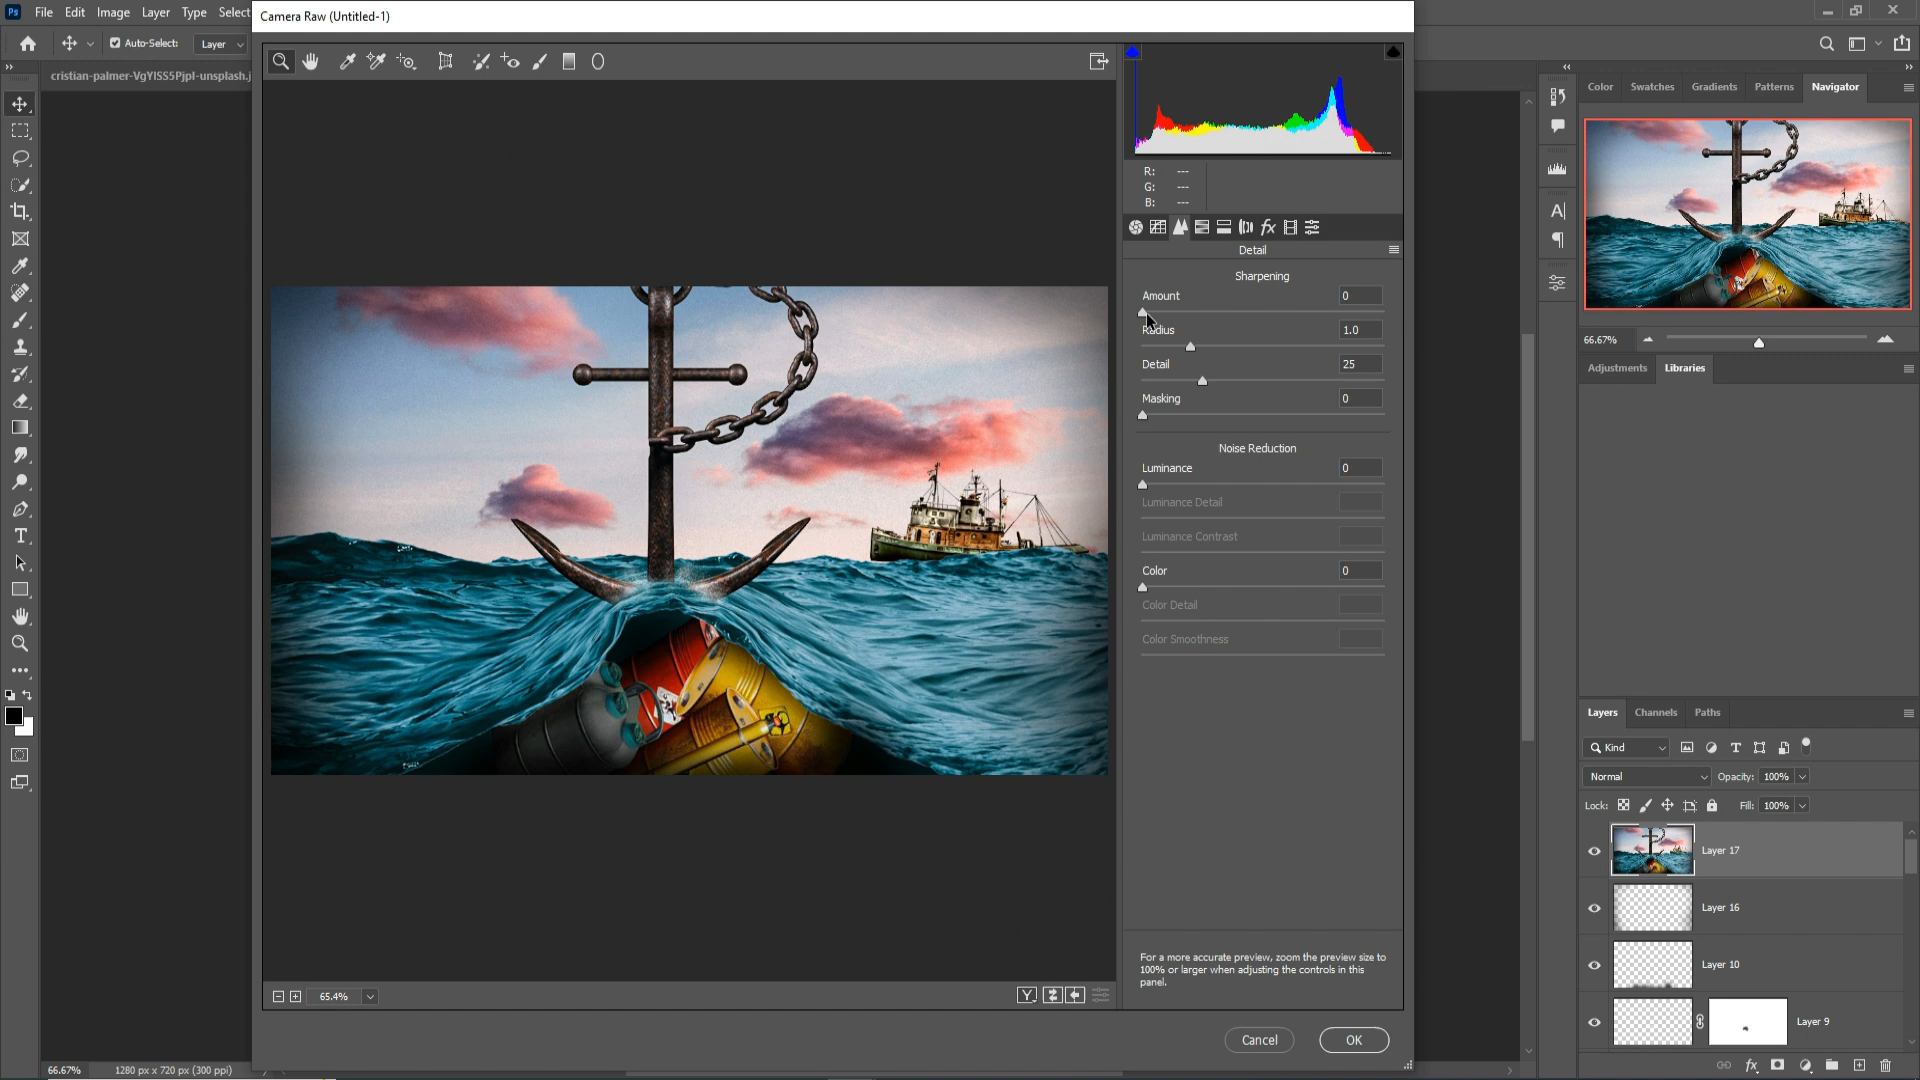 Ps File Edit Image Layer Type Select
Camera Raw (Untitled-1)
Auto-Select: Layer
cristian-palmer-VgYlSS5PjpI-unsplash.j
R: ---
G: ---
B: ---
fx
Detail
Sharpening
Amount 0
Radius 1.0
Detail 25
Masking 0
Noise Reduction
Luminance 0
Luminance Detail
Luminance Contrast
Color 0
Color Detail
Color Smoothness
For a more accurate preview, zoom the preview size to
100% or larger when adjusting the controls in this
panel.
65.4%
Y
Cancel OK
66.67% 1280 px x 720 px (300 ppi)
Color Swatches Gradients Patterns Navigator
66.67%
Adjustments Libraries
Layers Channels Paths
Kind
Normal Opacity: 100%
Lock: Fill: 100%
Layer 17
Layer 16
Layer 10
Layer 9
fx